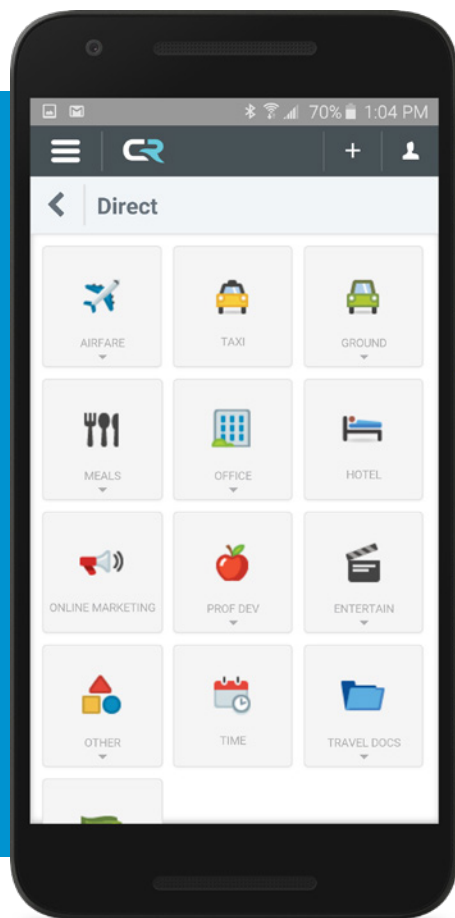 70% 1:04 PM
CR
Direct
AIRFARE
TAXI
GROUND
MEALS
OFFICE
HOTEL
ONLINE MARKETING
PROF DEV
ENTERTAIN
OTHER
TIME
TRAVEL DOCS